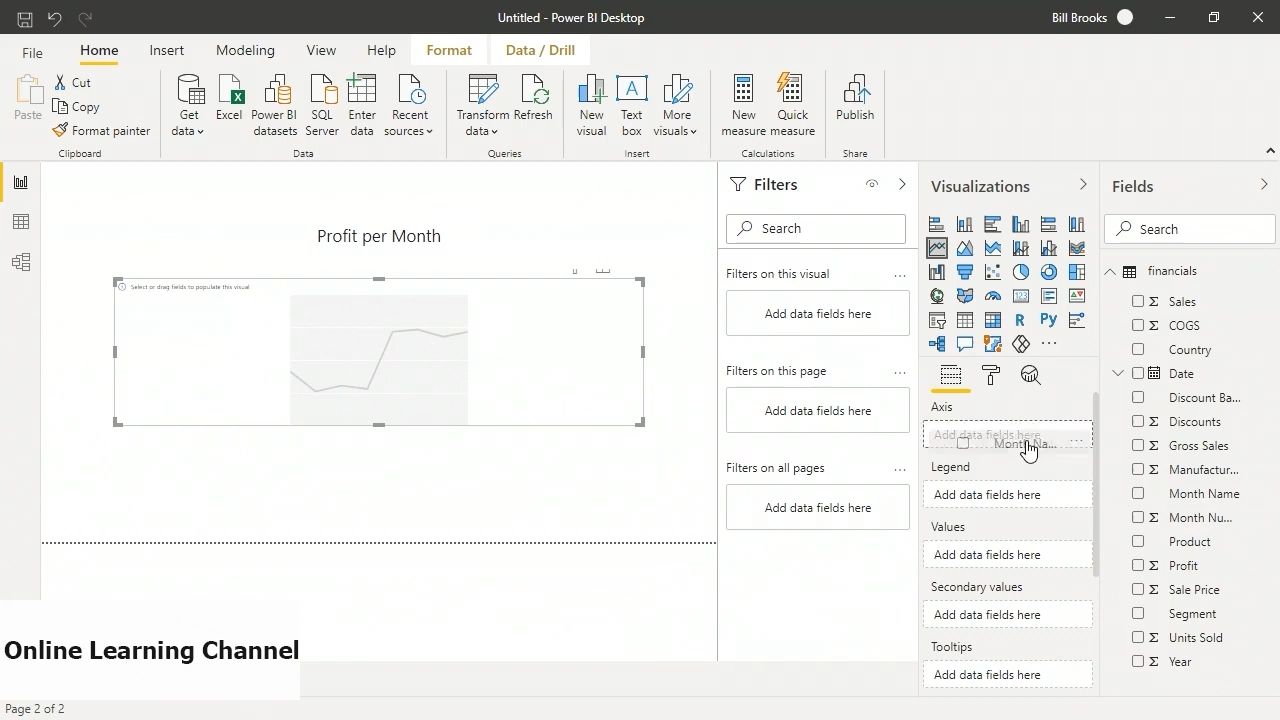 Untitled - Power BI Desktop
Bill Brooks
File
Home
Insert
Modeling
View
Help
Format
Data / Drill
Paste
Cut
Copy
Format painter
Clipboard
Get data
Excel
Power BI datasets
SQL Server
Enter data
Recent sources
Data
Transform data
Refresh
Queries
New visual
Text box
More visuals
Insert
New measure
Quick measure
Calculations
Publish
Share
Profit per Month
Select or drag fields to populate this visual
Filters
Search
Filters on this visual
...
Add data fields here
Filters on this page
...
Add data fields here
Filters on all pages
...
Add data fields here
Visualizations
R
Py
123
Axis
Add data fields here
Month Na...
Legend
Add data fields here
Values
Add data fields here
Secondary values
Add data fields here
Tooltips
Add data fields here
Fields
Search
financials
Σ Sales
Σ COGS
Country
Date
Discount Ba...
Σ Discounts
Σ Gross Sales
Σ Manufactur...
Month Name
Σ Month Nu...
Product
Σ Profit
Σ Sale Price
Segment
Σ Units Sold
Σ Year
Online Learning Channel
Page 2 of 2